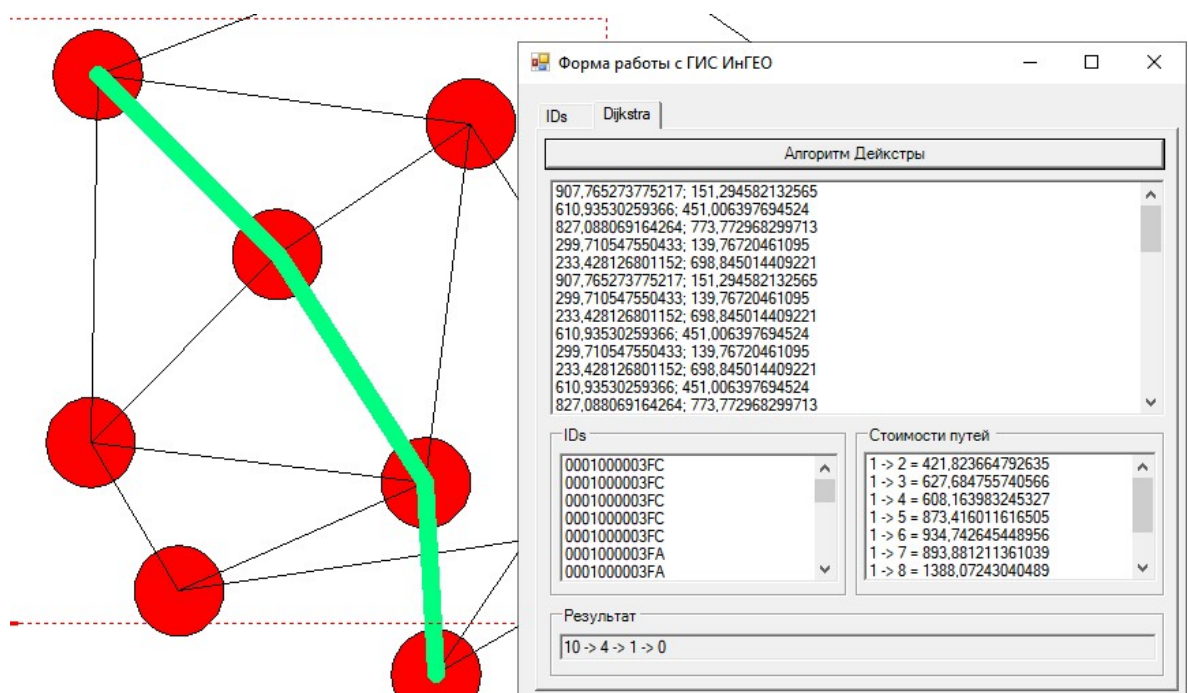 Форма работы с ГИС ИнГЕО
IDs Dijkstra
Алгоритм Дейкстры
907,765273775217; 151,294582132565
610,93530259366; 451,006397694524
827,088069164264; 773,772968299713
299,710547550433; 139,76720461095
233,428126801152; 698,845014409221
907,765273775217; 151,294582132565
299,710547550433; 139,76720461095
233,428126801152; 698,845014409221
610,93530259366; 451,006397694524
299,710547550433; 139,76720461095
233,428126801152; 698,845014409221
610,93530259366; 451,006397694524
827,088069164264; 773,772968299713
IDs
0001000003FC
0001000003FC
0001000003FC
0001000003FC
0001000003FC
0001000003FA
0001000003FA
Стоимости путей
1 -> 2 = 421,823664792635
1 -> 3 = 627,684755740566
1 -> 4 = 608,163983245327
1 -> 5 = 873,416011616505
1 -> 6 = 934,742645448956
1 -> 7 = 893,881211361039
1 -> 8 = 1388,07243040489
Результат
10 -> 4 -> 1 -> 0